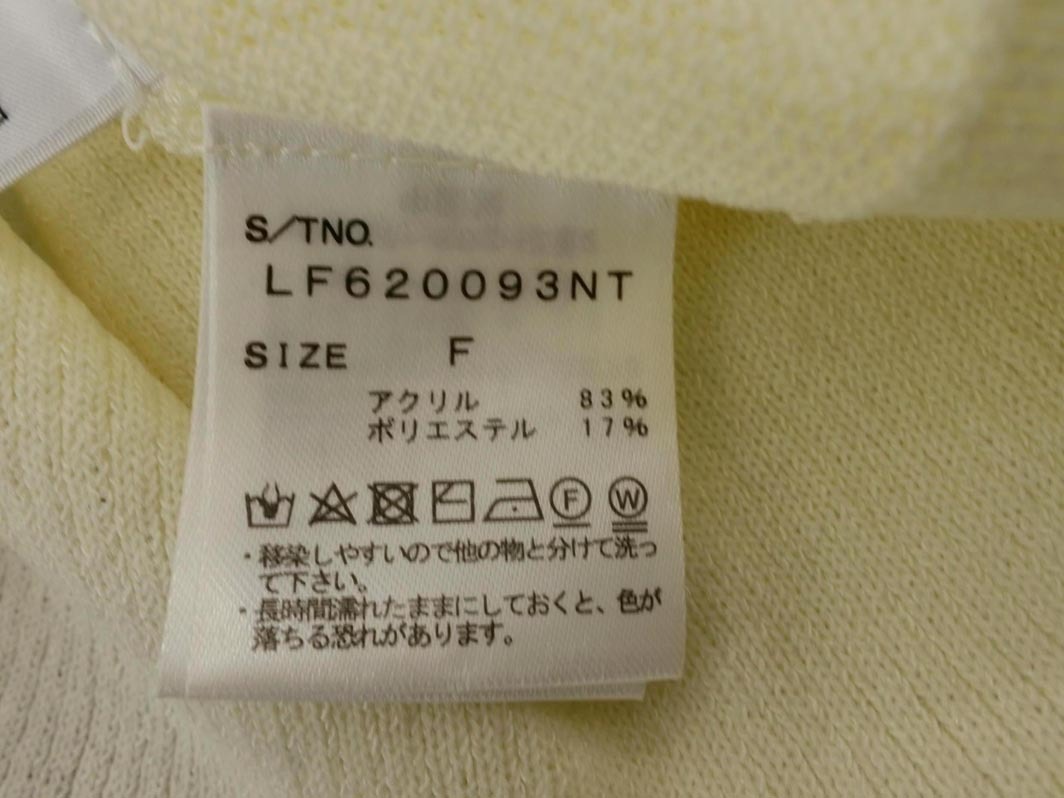 S/TNO.
LF620093NT
SIZE F
アクリル 83%
ポリエステル 17%
F W
・移染しやすいので他の物と分けて洗っ
て下さい。
・長時間濡れたままにしておくと、色が
落ちる恐れがあります。